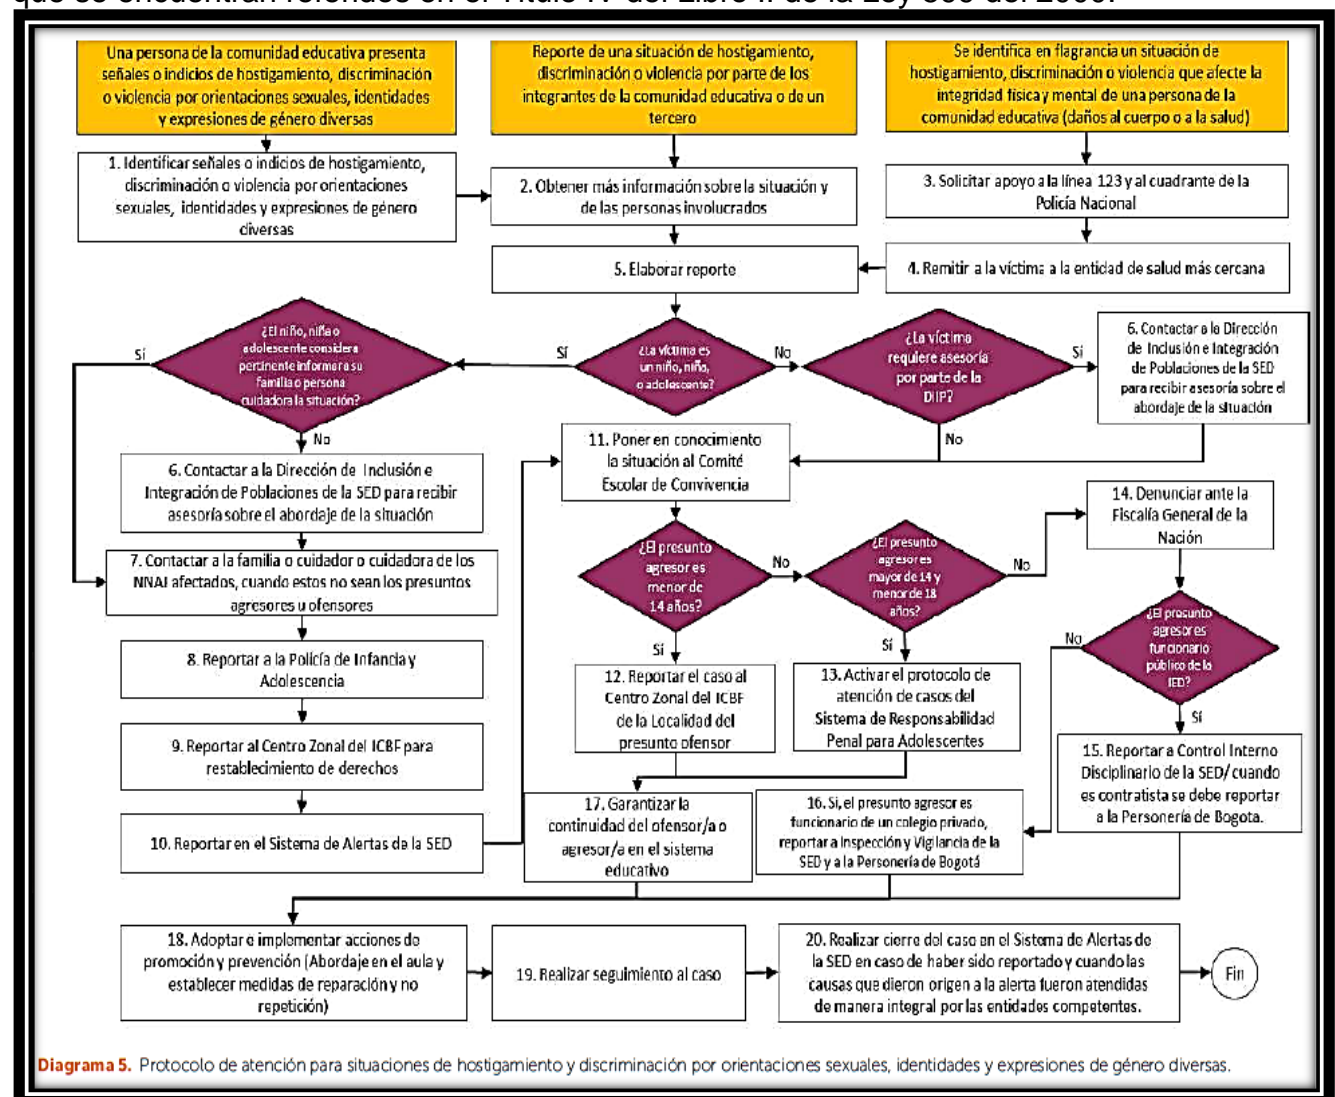 que se encuentran referidos en el Título IV del Libro II de la Ley 599 del 2000.
Una persona de la comunidad educativa presenta
señales o indicios de hostigamiento, discriminación
o violencia por orientaciones sexuales, identidades
y expresiones de género diversas
Reporte de una situación de hostigamiento,
discriminación o violencia por parte de los
integrantes de la comunidad educativa o de un
tercero
Se identifica en flagrancia un situación de
hostigamiento, discriminación o violencia que afecte la
integridad física y mental de una persona de la
comunidad educativa (daños al cuerpo o a la salud)
1. Identificar señales o indicios de hostigamiento,
discriminación o violencia por orientaciones
sexuales, identidades y expresiones de género
diversas
2. Obtener más información sobre la situación y
de las personas involucrados
3. Solicitar apoyo a la línea 123 y al cuadrante de la
Policía Nacional
5. Elaborar reporte
4. Remitir a la víctima a la entidad de salud más cercana
¿El niño, niña o
adolescente considera
pertinente informar a su
familia o persona
cuidadora la situación?
Sí
Sí
¿La víctima es
un niño, niña,
o adolescente?
No
¿La víctima
requiere asesoría
por parte de la
DIIP?
Sí
6. Contactar a la Dirección
de Inclusión e Integración
de Poblaciones de la SED
para recibir asesoría sobre el
abordaje de la situación
No
No
6. Contactar a la Dirección de Inclusión e
Integración de Poblaciones de la SED para recibir
asesoría sobre el abordaje de la situación
11. Poner en conocimiento
la situación al Comité
Escolar de Convivencia
14. Denunciar ante la
Fiscalía General de la
Nación
7. Contactar a la familia o cuidador o cuidadora de los
NNAJ afectados, cuando estos no sean los presuntos
agresores u ofensores
¿El presunto
agresor es
menor de
14 años?
No
¿El presunto
agresor es
mayor de 14 y
menor de 18
años?
No
¿El presunto
agresor es
funcionario
público de la
IED?
No
Sí
Sí
Sí
8. Reportar a la Policía de Infancia y
Adolescencia
12. Reportar el caso al
Centro Zonal del ICBF
de la Localidad del
presunto ofensor
13. Activar el protocolo de
atención de casos del
Sistema de Responsabilidad
Penal para Adolescentes
9. Reportar al Centro Zonal del ICBF para
restablecimiento de derechos
15. Reportar a Control Interno
Disciplinario de la SED/ cuando
es contratista se debe reportar
a la Personería de Bogota.
10. Reportar en el Sistema de Alertas de la SED
17. Garantizar la
continuidad del ofensor/a o
agresor/a en el sistema
educativo
16. Si, el presunto agresor es
funcionario de un colegio privado,
reportar a Inspección y Vigilancia de la
SED y a la Personería de Bogotá
18. Adoptar e implementar acciones de
promoción y prevención (Abordaje en el aula y
establecer medidas de reparación y no
repetición)
19. Realizar seguimiento al caso
20. Realizar cierre del caso en el Sistema de Alertas de
la SED en caso de haber sido reportado y cuando las
causas que dieron origen a la alerta fueron atendidas
de manera integral por las entidades competentes.
Fin
Diagrama 5. Protocolo de atención para situaciones de hostigamiento y discriminación por orientaciones sexuales, identidades y expresiones de género diversas.